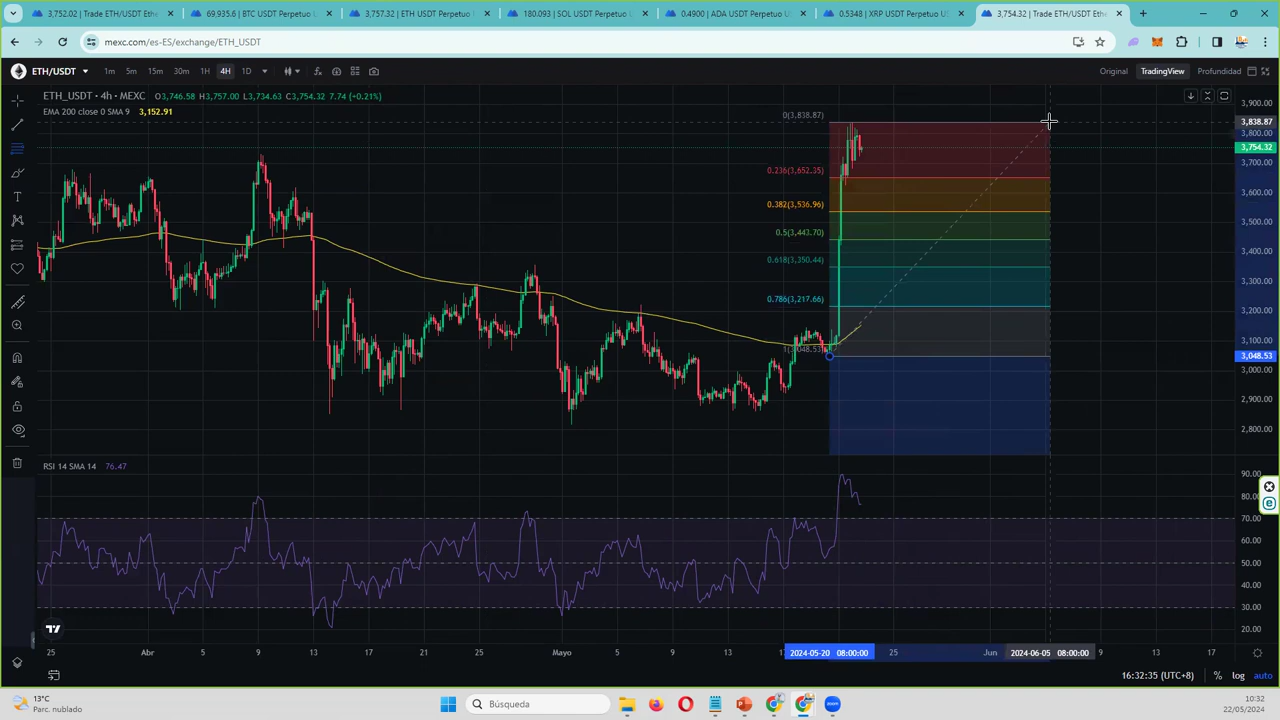 3,752.02 | Trade ETH/USDT Ethe
69,935.6 | BTC USDT Perpetuo
3,757.32 | ETH USDT Perpetuo U
180.093 | SOL USDT Perpetuo U
0.4900 | ADA USDT Perpetuo U
0.5348 | XRP USDT Perpetuo US
3,754.32 | Trade ETH/USDT Ethe
mexc.com/es-ES/exchange/ETH_USDT
ETH/USDT 1m 5m 15m 30m 1H 4H 1D Original TradingView Profundidad
ETH_USDT · 4h · MEXC O3,746.58 H3,757.00 L3,734.63 C3,754.32 7.74 (+0.21%)
EMA 200 close 0 SMA 9 3,152.91
0(3,838.87)
0.236(3,652.35)
0.382(3,536.96)
0.5(3,443.70)
0.618(3,350.44)
0.786(3,217.66)
1(3,048.53)
3,900.00
3,838.87
3,800.00
3,754.32
3,700.00
3,600.00
3,500.00
3,400.00
3,300.00
3,200.00
3,100.00
3,048.53
3,000.00
2,900.00
2,800.00
RSI 14 SMA 14 76.47
90.00
80.00
70.00
60.00
50.00
40.00
30.00
20.00
25 Abr 5 9 13 17 21 25 Mayo 5 9 13 17 2024-05-20 08:00:00 25 Jun 2024-06-05 08:00:00 9 13 17
16:32:35 (UTC+8) % log auto
13°C
Parc. nublado
Búsqueda
10:32
22/05/2024